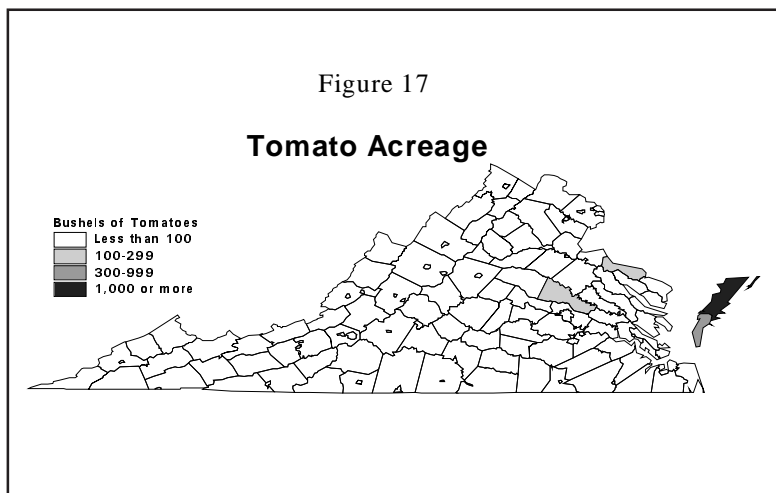 Figure 17
Tomato Acreage
Bushels of Tomatoes
Less than 100
100-299
300-999
1,000 or more